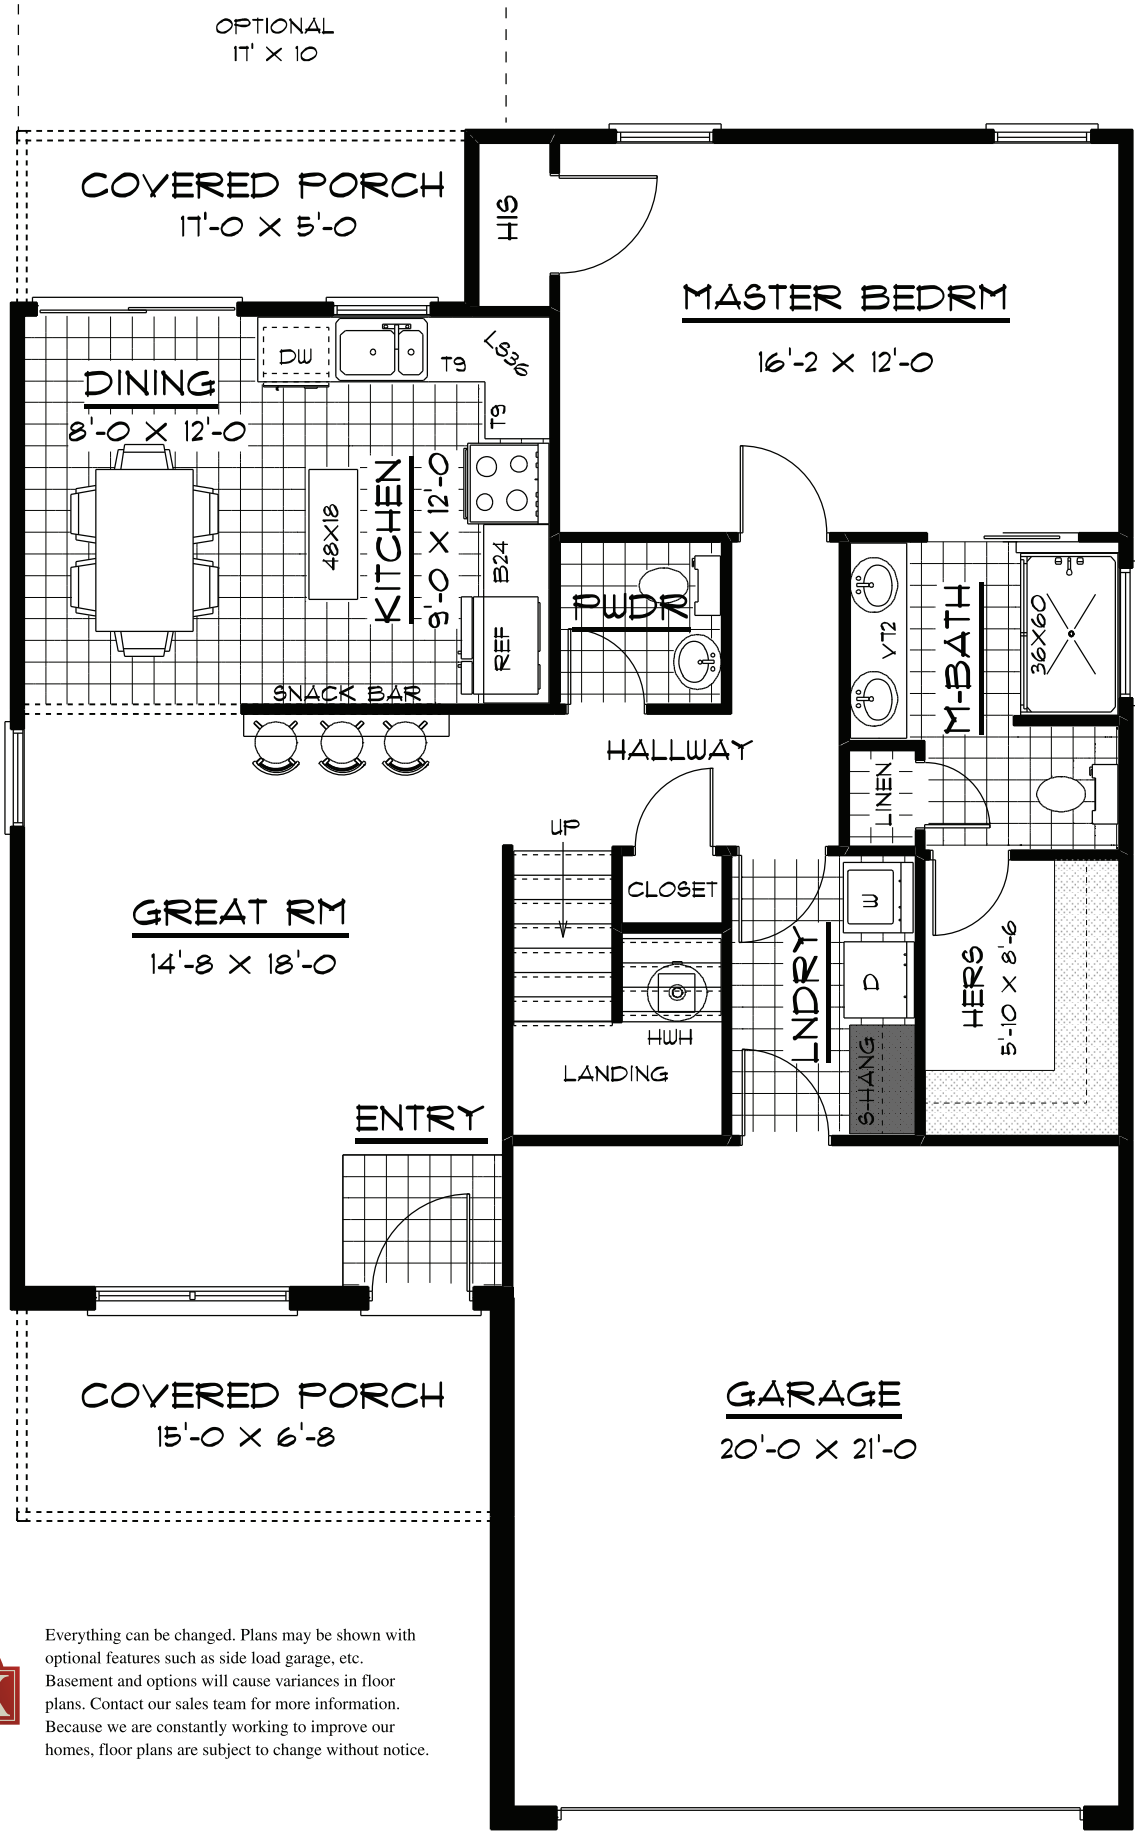 OPTIONAL
17' X 10
COVERED PORCH
17'-0 X 5'-0
HIS
MASTER BEDRM
16'-2 X 12'-0
DW
T9
LS36
T9
DINING
8'-0 X 12'-0
48X18
KITCHEN
9'-0 X 12'-0
B24
REF
SNACK BAR
PWDR
V72
M-BATH
36X60
HALLWAY
LINEN
UP
CLOSET
W
GREAT RM
14'-8 X 18'-0
LNDRY
D
HERS
5'-10 X 8'-6
HWH
LANDING
S-HANG
ENTRY
COVERED PORCH
15'-0 X 6'-8
GARAGE
20'-0 X 21'-0
Everything can be changed. Plans may be shown with
optional features such as side load garage, etc.
Basement and options will cause variances in floor
plans. Contact our sales team for more information.
Because we are constantly working to improve our
homes, floor plans are subject to change without notice.